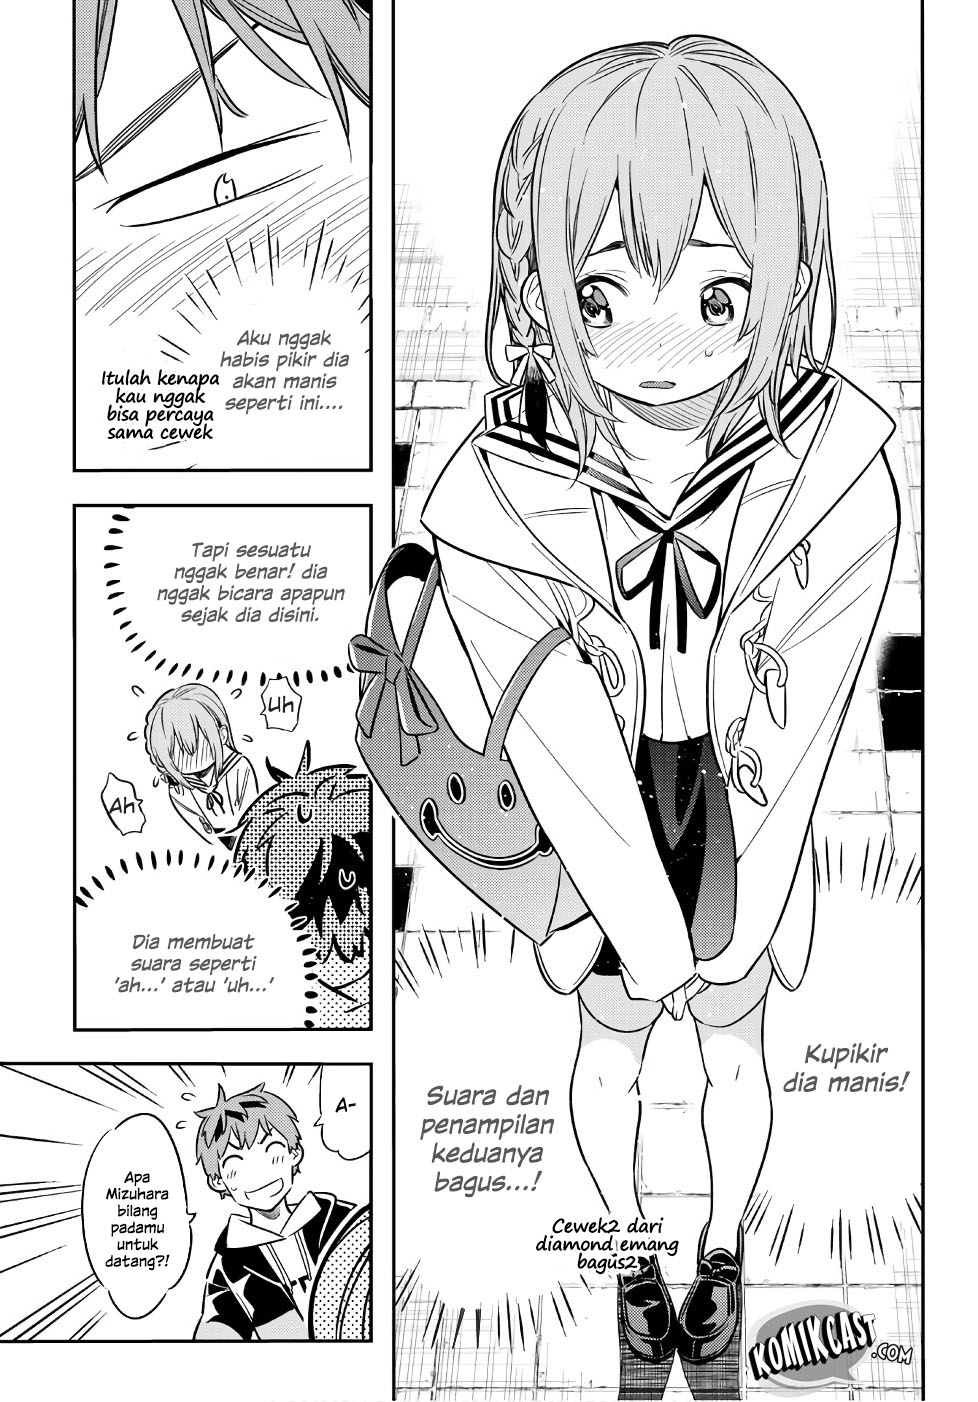 Kupikir
dia manis!
Suara dan
penampilan
keduanya
bagus...!
Cewek2 dari
diamond emang
bagus2
Aku nggak
habis pikir dia
akan manis
seperti ini....
Itulah kenapa
kau nggak
bisa percaya
sama cewek
Tapi sesuatu
nggak benar! dia
nggak bicara apapun
sejak dia disini.
Uh
Ah
Dia membuat
suara seperti
'ah...' atau 'uh...'
A-
Apa
Mizuhara
bilang
padamu
untuk
datang?!
KOMIKCAST
.COM